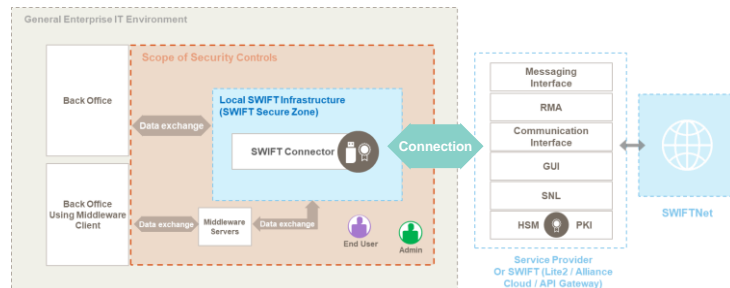 General Enterprise IT Environment
Scope of Security Controls
Back Office
Data exchange
Local SWIFT Infrastructure
(SWIFT Secure Zone)
SWIFT Connector
Connection
Back Office
Using Middleware
Client
Data exchange
Middleware
Servers
Data exchange
End User
Admin
Messaging
Interface
RMA
Communication
Interface
GUI
SNL
HSM PKI
Service Provider
Or SWIFT (Lite2 / Alliance
Cloud / API Gateway)
SWIFTNet